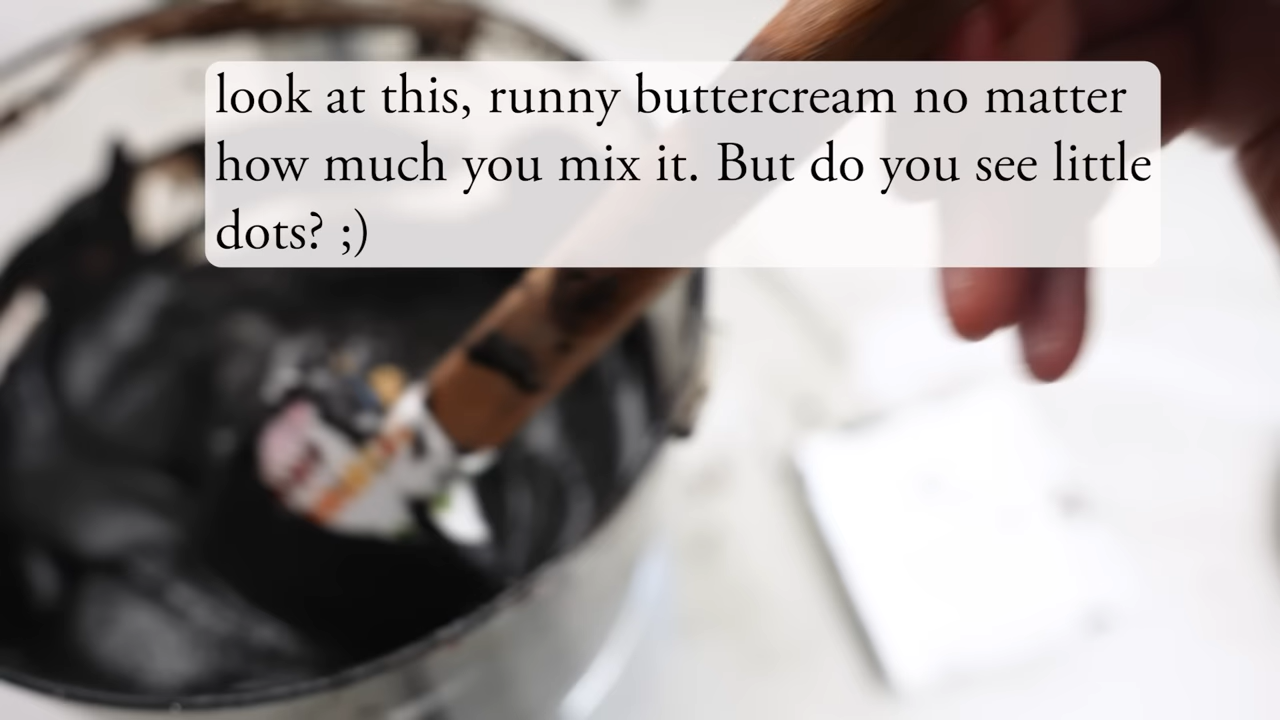 look at this, runny buttercream no matter
how much you mix it. But do you see little
dots? ;)